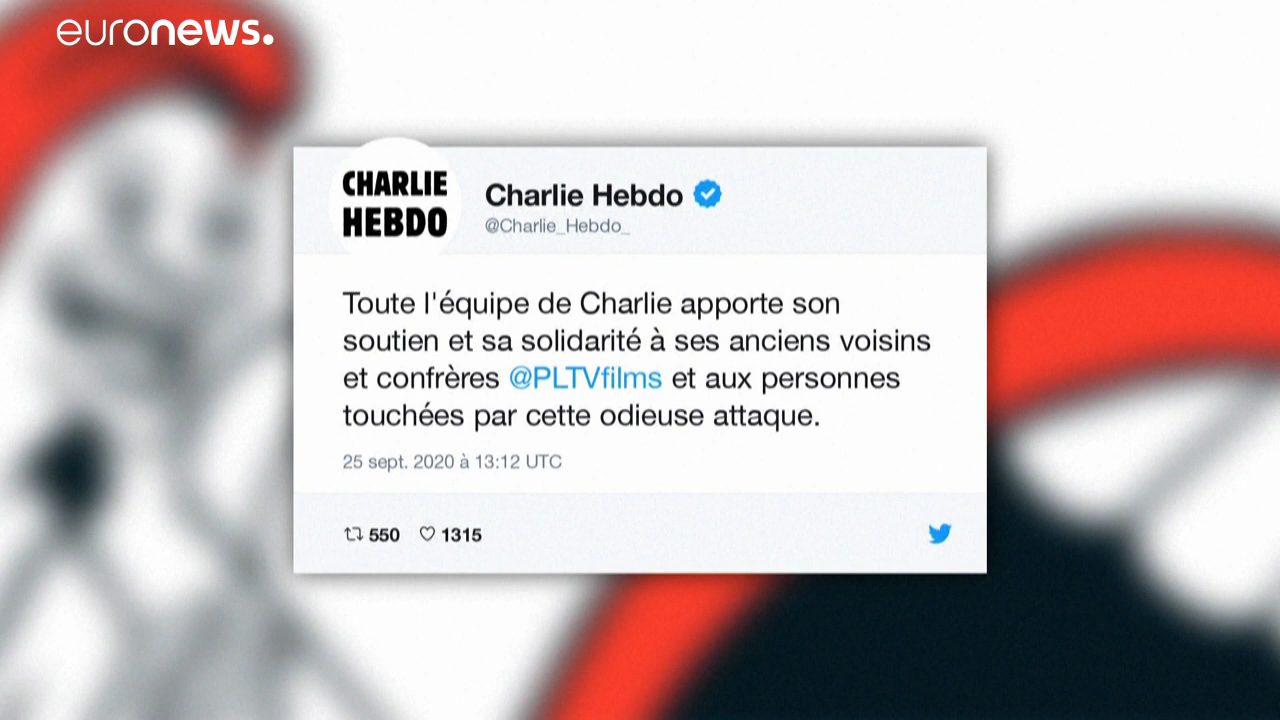 euronews.
CHARLIE
HEBDO
Charlie Hebdo
@Charlie_Hebdo_
Toute l'équipe de Charlie apporte son
soutien et sa solidarité à ses anciens voisins
et confrères @PLTVfilms et aux personnes
touchées par cette odieuse attaque.
25 sept. 2020 à 13:12 UTC
550 1315